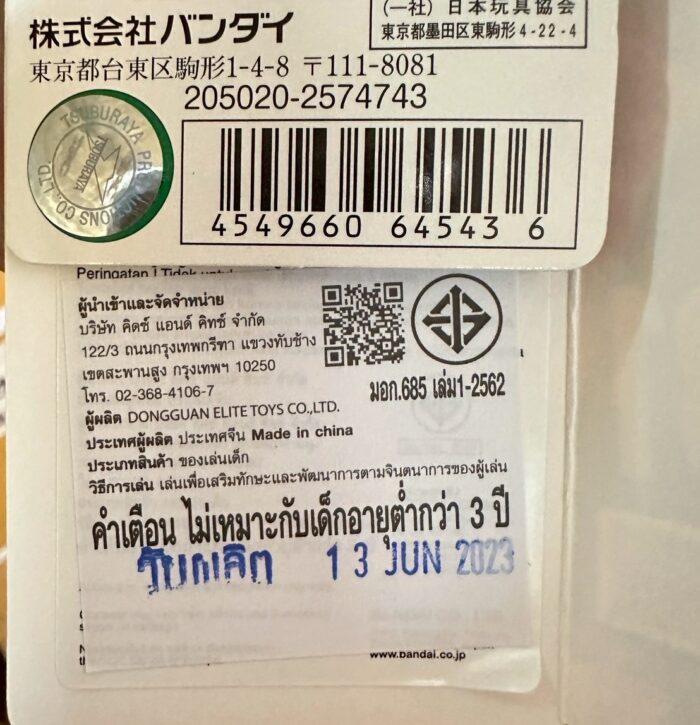 株式会社バンダイ
(一社)日本玩具協会
東京都墨田区東駒形4-22-4
東京都台東区駒形1-4-8 〒111-8081
205020-2574743
TSUBURAYA PRODUCTIONS CO., LTD.
TSUBURAYA
4549660 64543 6
Peringatan ! Tidak
ผู้นำเข้าและจัดจำหน่าย
บริษัท คิดซ์ แอนด์ คิทซ์ จำกัด
122/3 ถนนกรุงเทพกรีฑา แขวงทับช้าง
เขตสะพานสูง กรุงเทพฯ 10250
โทร. 02-368-4106-7
มอก.685 เล่ม1-2562
ผู้ผลิต DONGGUAN ELITE TOYS CO.,LTD.
ประเทศผู้ผลิต ประเทศจีน Made in china
ประเภทสินค้า ของเล่นเด็ก
วิธีการเล่น เล่นเพื่อเสริมทักษะและพัฒนาการตามจินตนาการของผู้เล่น
คำเตือน ไม่เหมาะกับเด็กอายุต่ำกว่า 3 ปี
วันผลิต 13 JUN 2023
www.bandai.co.jp